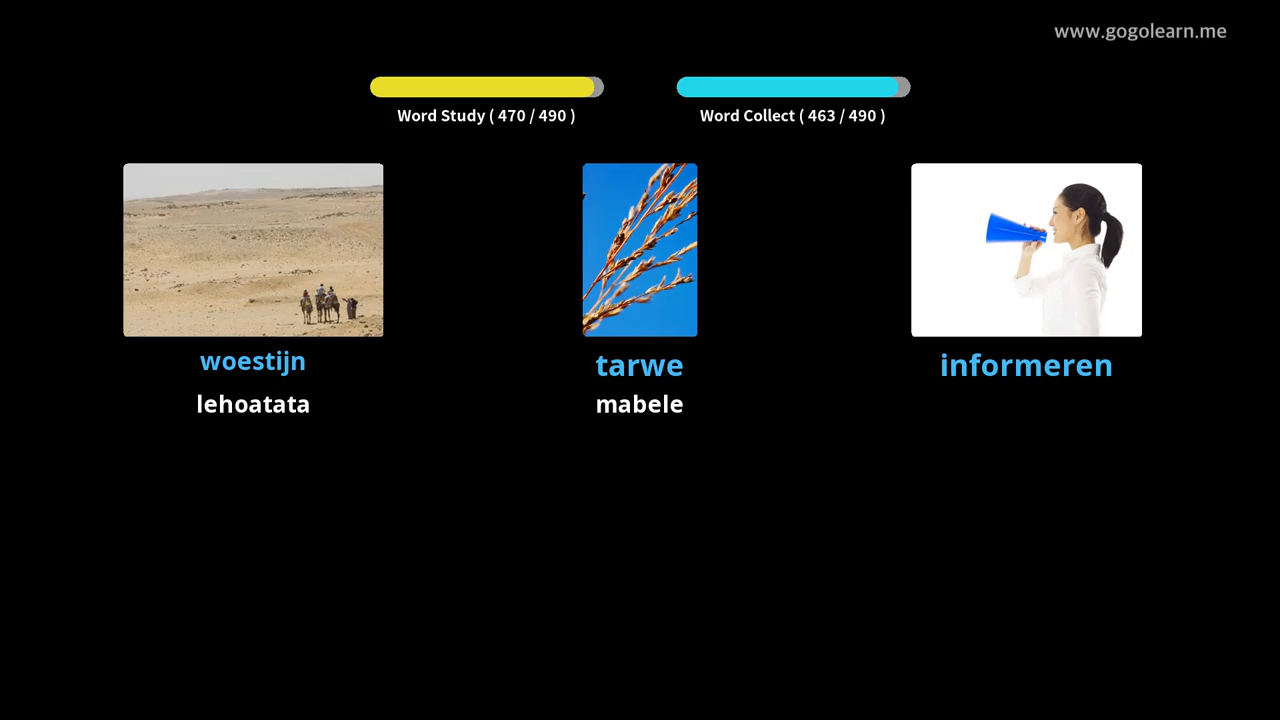 www.gogolearn.me
Word Study ( 470 / 490 )
Word Collect ( 463 / 490 )
woestijn
tarwe
informeren
lehoatata
mabele